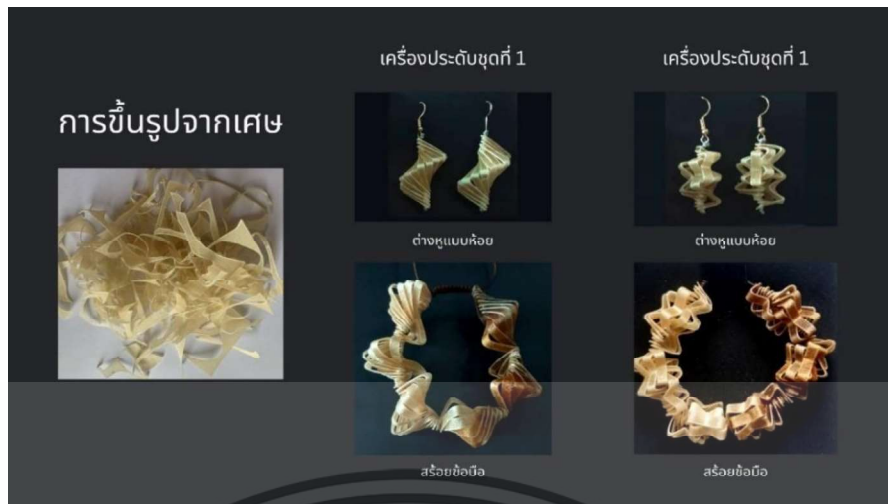 การขึ้นรูปจากเศษ
เครื่องประดับชุดที่ 1
ต่างหูแบบห้อย
สร้อยข้อมือ
เครื่องประดับชุดที่ 1
ต่างหูแบบห้อย
สร้อยข้อมือ